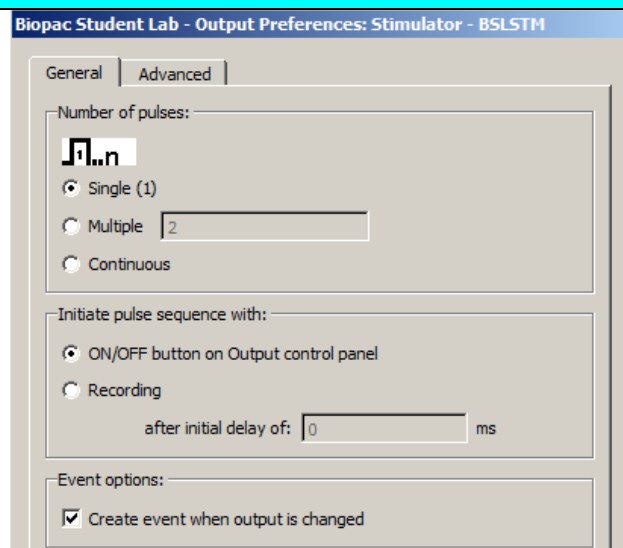 Biopac Student Lab - Output Preferences: Stimulator - BSLSTM
General Advanced
Number of pulses:
1 ..n
Single (1)
Multiple 2
Continuous
Initiate pulse sequence with:
ON/OFF button on Output control panel
Recording
after initial delay of: 0 ms
Event options:
Create event when output is changed